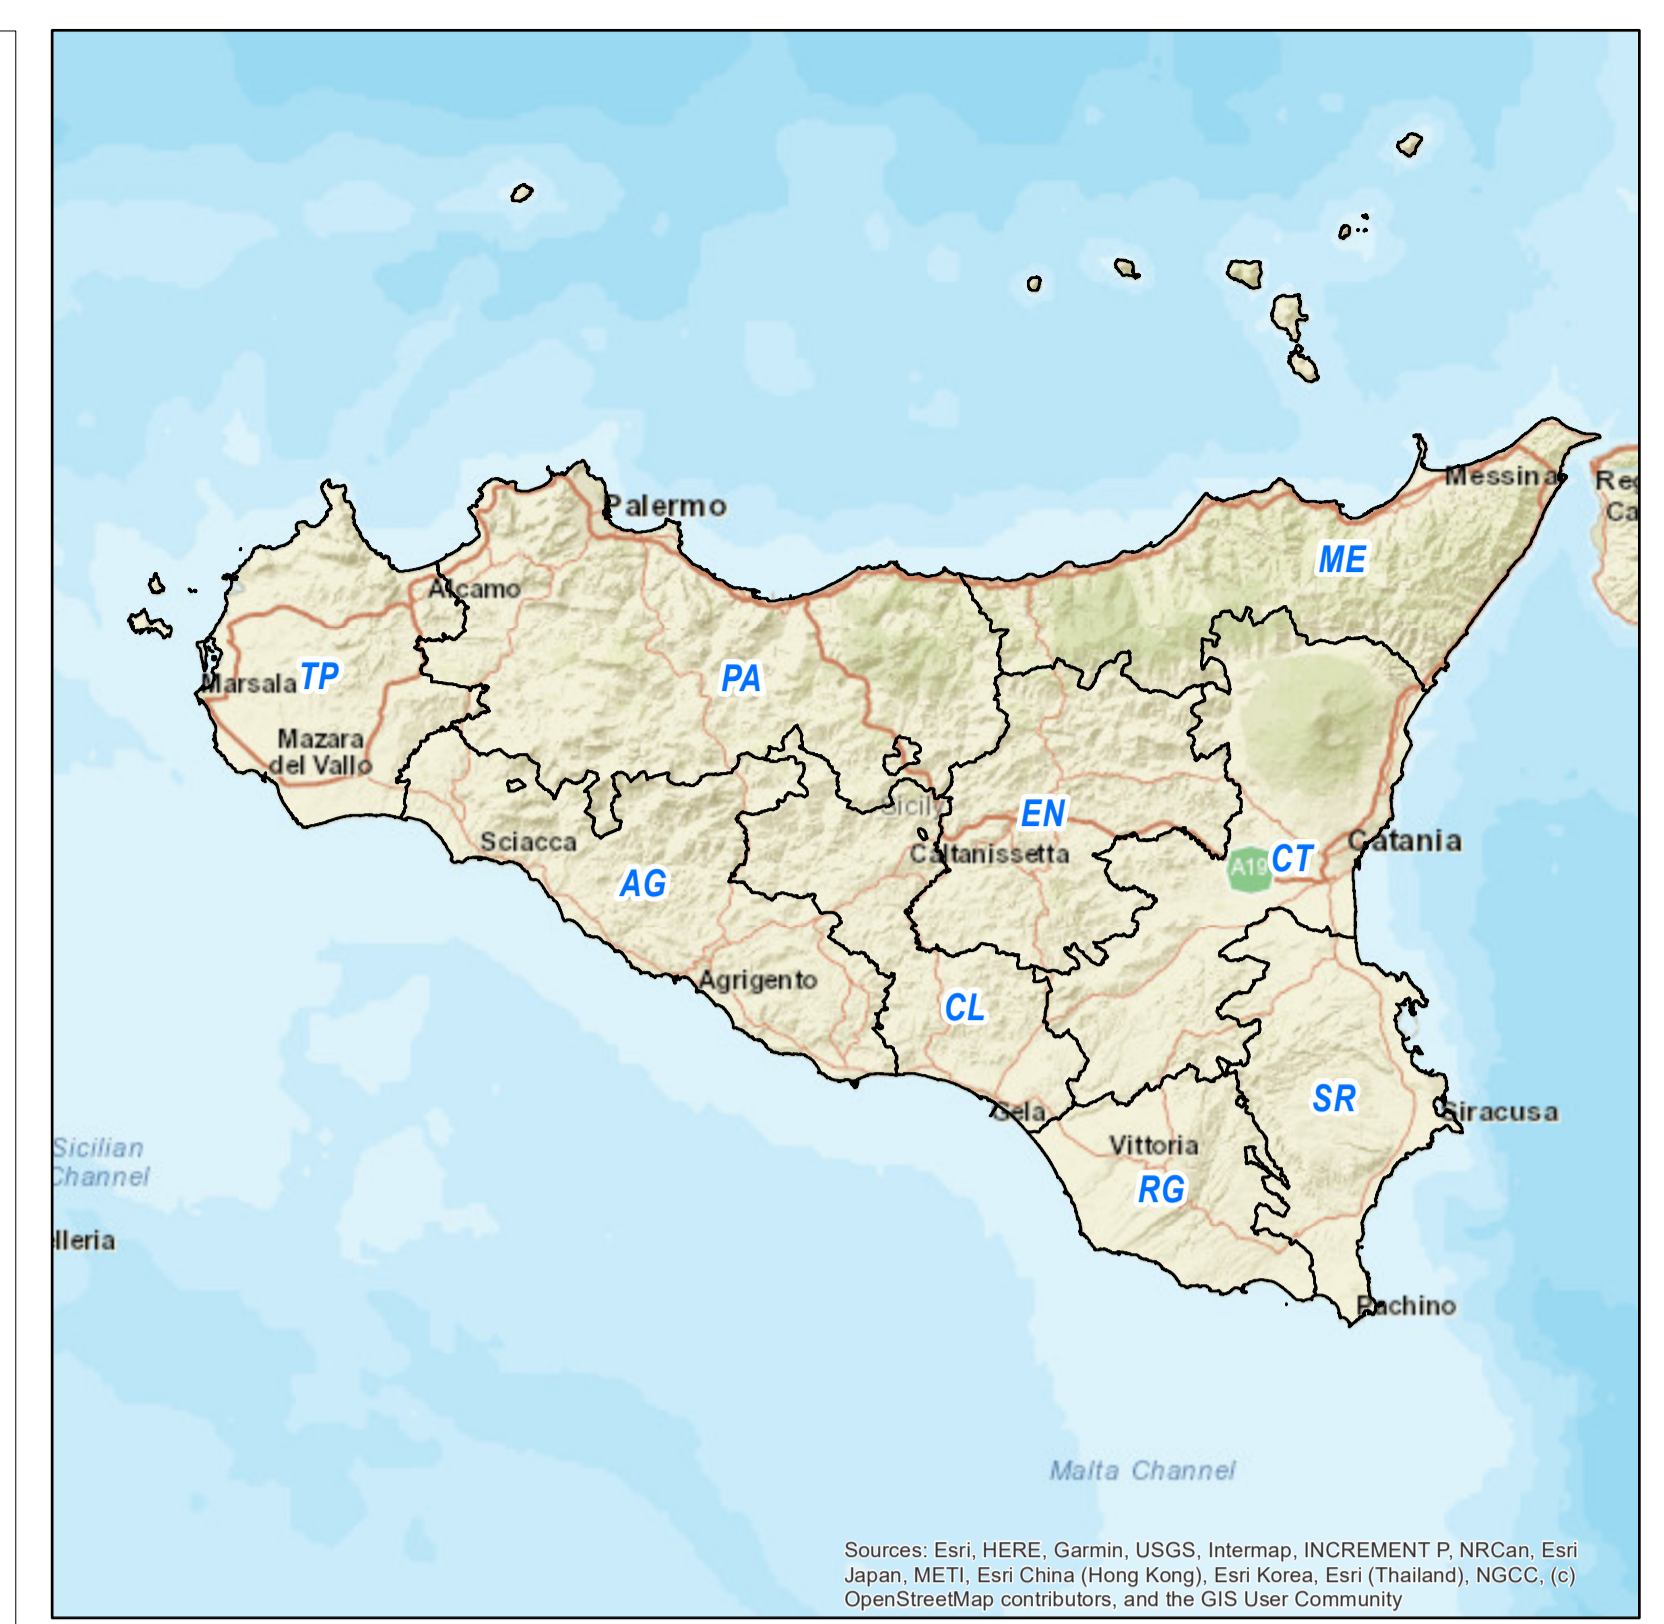 Palermo
Messina
Reg
Ca
ME
Alcamo
TP
PA
Marsala
Mazara
del Vallo
Sicily
EN
Sciacca
Caltanissetta
A19
CT
Catania
AG
Agrigento
CL
SR
Gela
Siracusa
Vittoria
Sicilian
Channel
RG
lleria
Pachino
Malta Channel
Sources: Esri, HERE, Garmin, USGS, Intermap, INCREMENT P, NRCan, Esri
Japan, METI, Esri China (Hong Kong), Esri Korea, Esri (Thailand), NGCC, (c)
OpenStreetMap contributors, and the GIS User Community